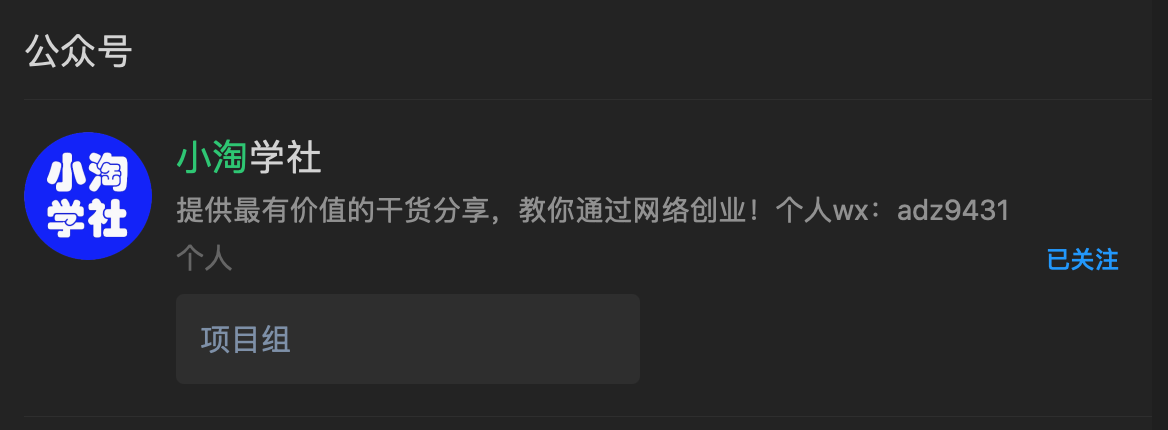 公众号
小淘
学社
小淘学社
提供最有价值的干货分享，教你通过网络创业！个人wx：adz9431
个人
已关注
项目组